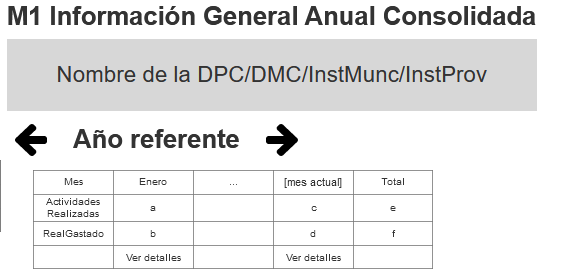 M1 Información General Anual Consolidada
Nombre de la DPC/DMC/InstMunc/InstProv
Año referente
Mes Enero ... [mes actual] Total
Actividades
Realizadas a c e
RealGastado b d f
Ver detalles Ver detalles